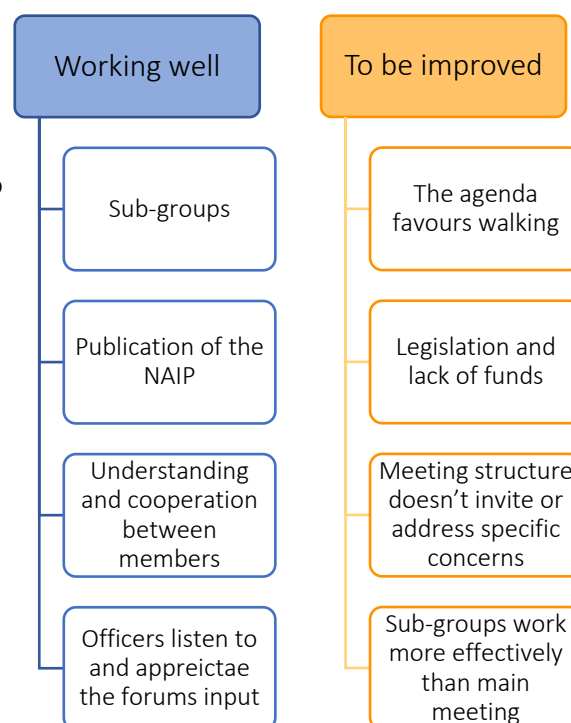 Working well
Sub-groups
Publication of the
NAIP
Understanding
and cooperation
between
members
Officers listen to
and appreictae
the forums input
To be improved
The agenda
favours walking
Legislation and
lack of funds
Meeting structure
doesn’t invite or
address specific
concerns
Sub-groups work
more effectively
than main
meeting